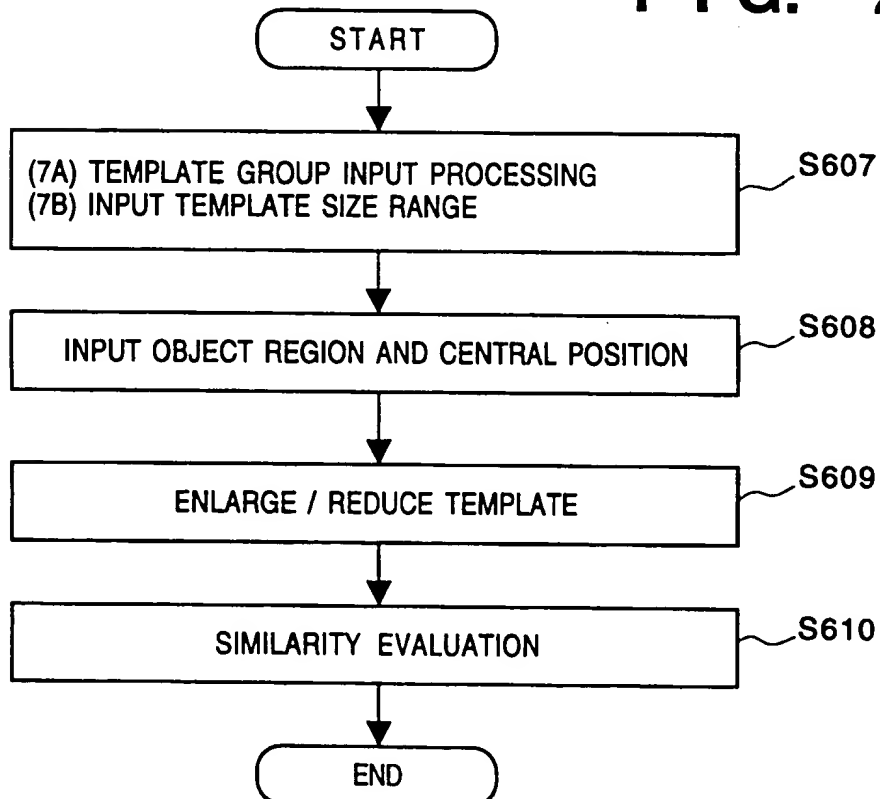 FIG.
START
(7A) TEMPLATE GROUP INPUT PROCESSING
(7B) INPUT TEMPLATE SIZE RANGE
S607
INPUT OBJECT REGION AND CENTRAL POSITION
S608
ENLARGE / REDUCE TEMPLATE
S609
SIMILARITY EVALUATION
S610
END